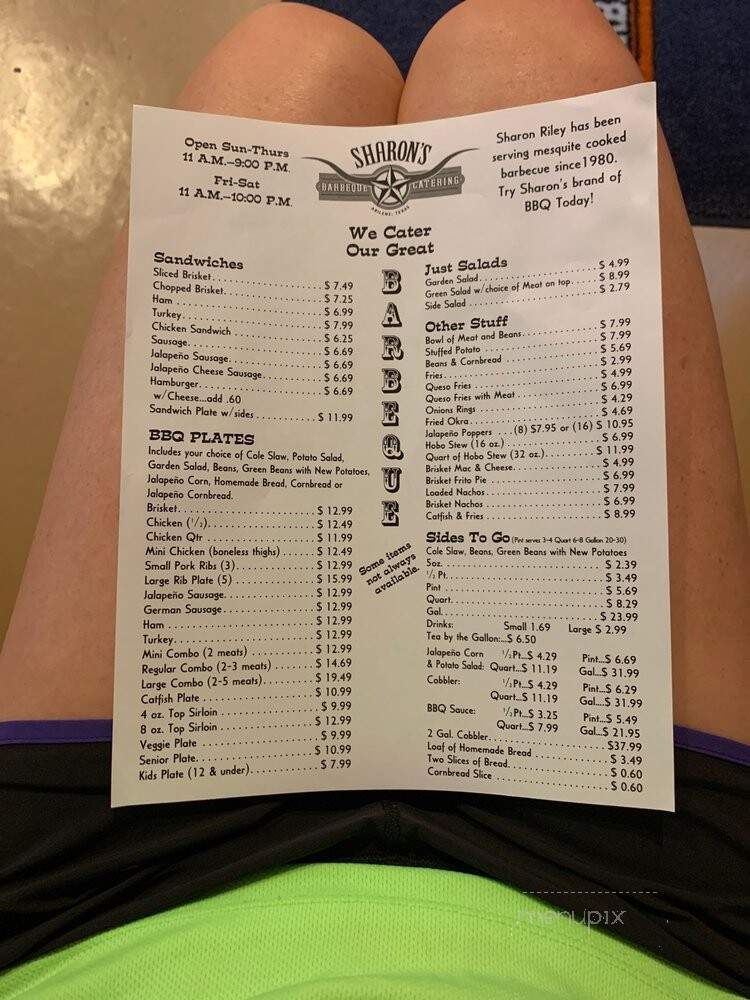 Open Sun-Thurs
11 A.M.–9:00 P.M.
Fri-Sat
11 A.M.–10:00 P.M.
SHARON'S
BARBEQUE CATERING
ABILENE, TEXAS
Sharon Riley has been
serving mesquite cooked
barbecue since1980.
Try Sharon's brand of
BBQ Today!
We Cater
Our Great
BARBEQUE
Some items
not always
available.
Sandwiches
Sliced Brisket. $ 7.49
Chopped Brisket. $ 7.25
Ham $ 6.99
Turkey. $ 7.99
Chicken Sandwich $ 6.25
Sausage. $ 6.69
Jalapeño Sausage. $ 6.69
Jalapeño Cheese Sausage. $ 6.69
Hamburger.
w/Cheese...add .60
Sandwich Plate w/sides $ 11.99
BBQ PLATES
Includes your choice of Cole Slaw, Potato Salad,
Garden Salad, Beans, Green Beans with New Potatoes,
Jalapeño Corn, Homemade Bread, Cornbread or
Jalapeño Cornbread.
Brisket. $ 12.99
Chicken (1/2). $ 12.49
Chicken Qtr $ 11.99
Mini Chicken (boneless thighs) $ 12.49
Small Pork Ribs (3). $ 12.99
Large Rib Plate (5) $ 15.99
Jalapeño Sausage. $ 12.99
German Sausage. $ 12.99
Ham $ 12.99
Turkey. $ 12.99
Mini Combo (2 meats) $ 12.99
Regular Combo (2-3 meats) $ 14.69
Large Combo (2-5 meats). $ 19.49
Catfish Plate $ 10.99
4 oz. Top Sirloin $ 9.99
8 oz. Top Sirloin $ 12.99
Veggie Plate $ 9.99
Senior Plate. $ 10.99
Kids Plate (12 & under). $ 7.99
Just Salads
Garden Salad. $ 4.99
Green Salad w/choice of Meat on top. $ 8.99
Side Salad $ 2.79
Other Stuff
Bowl of Meat and Beans. $ 7.99
Stuffed Potato $ 7.99
Beans & Cornbread $ 5.69
Fries. $ 2.99
Queso Fries $ 4.99
Queso Fries with Meat $ 6.99
Onions Rings $ 4.29
Fried Okra. $ 4.69
Jalapeño Poppers ...(8) $7.95 or (16) $ 10.95
Hobo Stew (16 oz.) $ 6.99
Quart of Hobo Stew (32 oz.). $ 11.99
Brisket Mac & Cheese. $ 4.99
Brisket Frito Pie $ 6.99
Loaded Nachos. $ 7.99
Brisket Nachos $ 6.99
Catfish & Fries $ 8.99
Sides To Go (Pint serves 3-4 Quart 6-8 Gallon 20-30)
Cole Slaw, Beans, Green Beans with New Potatoes
5oz. $ 2.39
1/2 Pt. $ 3.49
Pint $ 5.69
Quart. $ 8.29
Gal. $ 23.99
Drinks: Small 1.69 Large $ 2.99
Tea by the Gallon:...$ 6.50
Jalapeño Corn 1/2Pt...$ 4.29 Pint...$ 6.69
& Potato Salad: Quart...$ 11.19 Gal...$ 31.99
Cobbler: 1/2Pt...$ 4.29 Pint...$ 6.29
Quart...$ 11.19 Gal....$ 31.99
BBQ Sauce: 1/2Pt...$ 3.25 Pint...$ 5.49
Quart...$ 7.99 Gal...$ 21.95
2 Gal. Cobbler. $37.99
Loaf of Homemade Bread $ 3.49
Two Slices of Bread. $ 0.60
Cornbread Slice $ 0.60
menupix